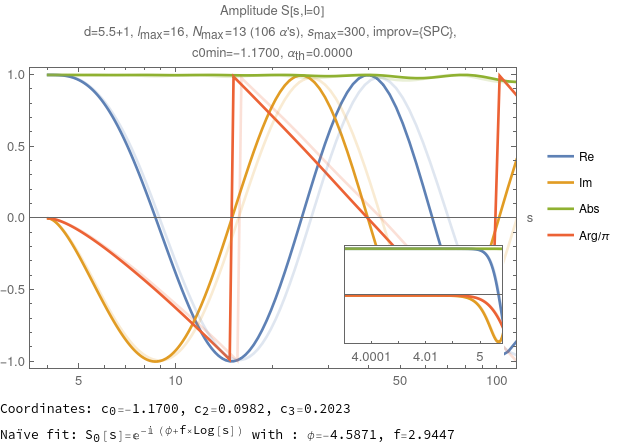 Amplitude S[s,l=0]
d=5.5+1, lmax=16, Nmax=13 (106 α's), smax=300, improv={SPC},
c0min=-1.1700, αth=0.0000
1.0
0.5
0.0
-0.5
-1.0
s
Re
Im
Abs
Arg/π
4.0001 4.01 5
5 10 50 100
Coordinates: c0=-1.1700, c2=0.0982, c3=0.2023
Naïve fit: S0[s]=e^-i (ϕ+f×Log[s]) with : ϕ=-4.5871, f=2.9447